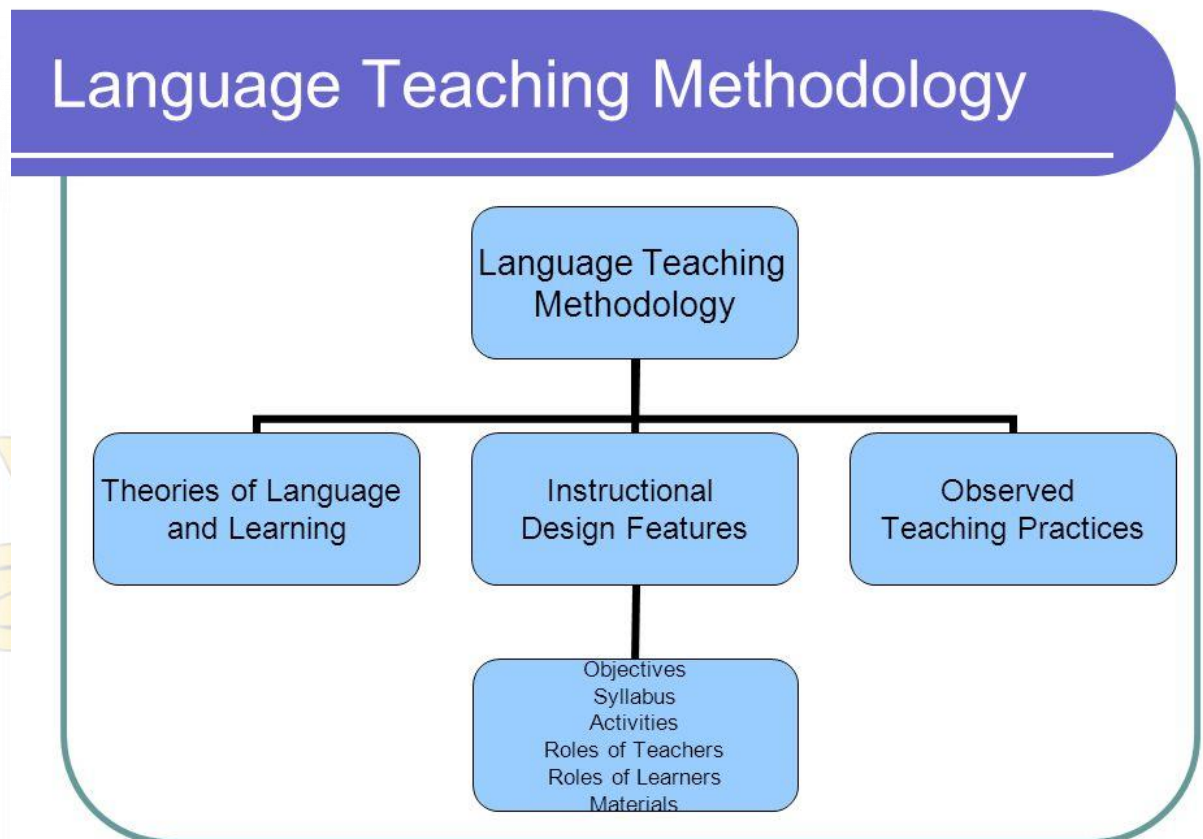 Language Teaching Methodology
Language Teaching
Methodology
Theories of Language
and Learning
Instructional
Design Features
Observed
Teaching Practices
Objectives
Syllabus
Activities
Roles of Teachers
Roles of Learners
Materials